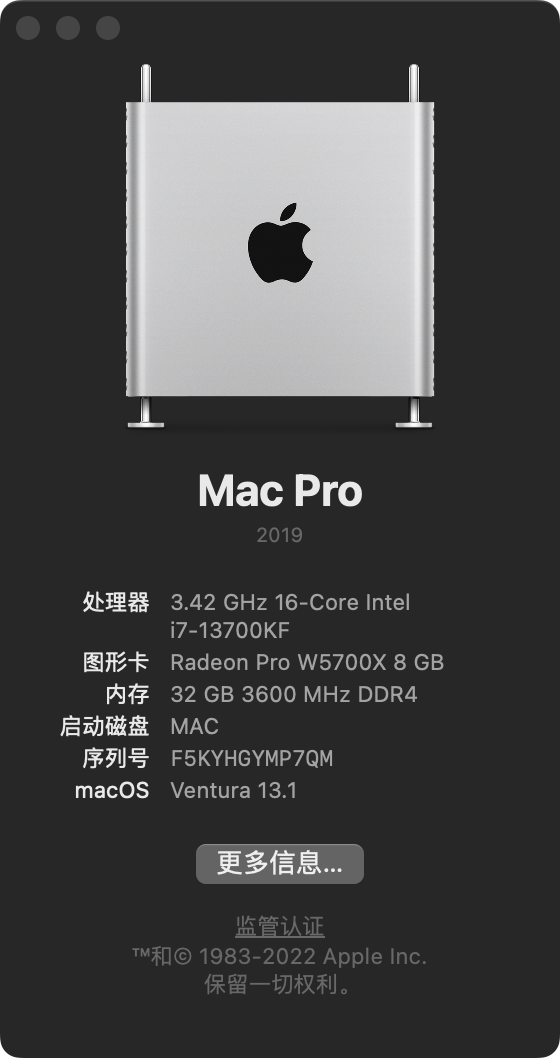 Mac Pro
2019
处理器 3.42 GHz 16-Core Intel
i7-13700KF
图形卡 Radeon Pro W5700X 8 GB
内存 32 GB 3600 MHz DDR4
启动磁盘 MAC
序列号 F5KYHGYMP7QM
macOS Ventura 13.1
更多信息...
监管认证
™和© 1983-2022 Apple Inc.
保留一切权利。